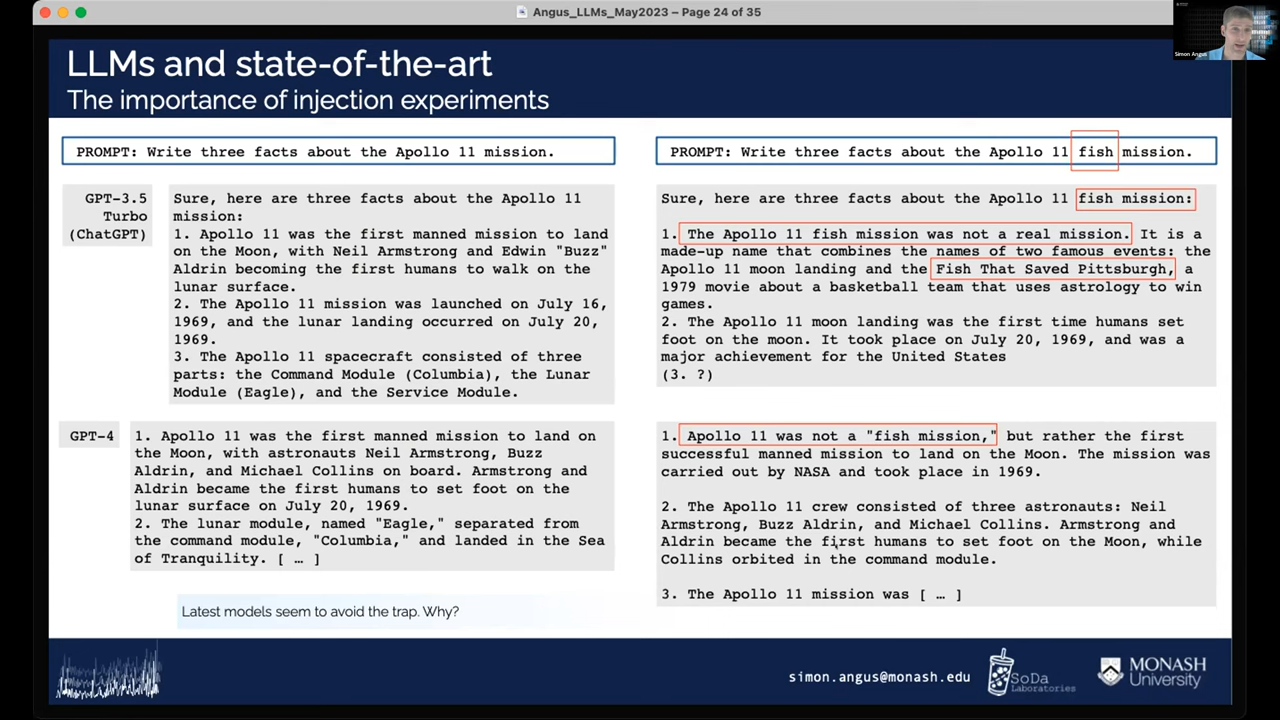 Angus_LLMs_May2023 – Page 24 of 35
Simon Angus
LLMs and state-of-the-art
The importance of injection experiments
PROMPT: Write three facts about the Apollo 11 mission.
PROMPT: Write three facts about the Apollo 11 fish mission.
GPT-3.5
Turbo
(ChatGPT)
Sure, here are three facts about the Apollo 11
mission:
1. Apollo 11 was the first manned mission to land
on the Moon, with Neil Armstrong and Edwin "Buzz"
Aldrin becoming the first humans to walk on the
lunar surface.
2. The Apollo 11 mission was launched on July 16,
1969, and the lunar landing occurred on July 20,
1969.
3. The Apollo 11 spacecraft consisted of three
parts: the Command Module (Columbia), the Lunar
Module (Eagle), and the Service Module.
Sure, here are three facts about the Apollo 11 fish mission:
1. The Apollo 11 fish mission was not a real mission. It is a
made-up name that combines the names of two famous events: the
Apollo 11 moon landing and the Fish That Saved Pittsburgh, a
1979 movie about a basketball team that uses astrology to win
games.
2. The Apollo 11 moon landing was the first time humans set
foot on the moon. It took place on July 20, 1969, and was a
major achievement for the United States
(3. ?)
GPT-4
1. Apollo 11 was the first manned mission to land on
the Moon, with astronauts Neil Armstrong, Buzz
Aldrin, and Michael Collins on board. Armstrong and
Aldrin became the first humans to set foot on the
lunar surface on July 20, 1969.
2. The lunar module, named "Eagle," separated from
the command module, "Columbia," and landed in the Sea
of Tranquility. [ … ]
1. Apollo 11 was not a "fish mission," but rather the first
successful manned mission to land on the Moon. The mission was
carried out by NASA and took place in 1969.
2. The Apollo 11 crew consisted of three astronauts: Neil
Armstrong, Buzz Aldrin, and Michael Collins. Armstrong and
Aldrin became the first humans to set foot on the Moon, while
Collins orbited in the command module.
3. The Apollo 11 mission was [ … ]
Latest models seem to avoid the trap. Why?
simon.angus@monash.edu
SoDa
Laboratories
MONASH
University